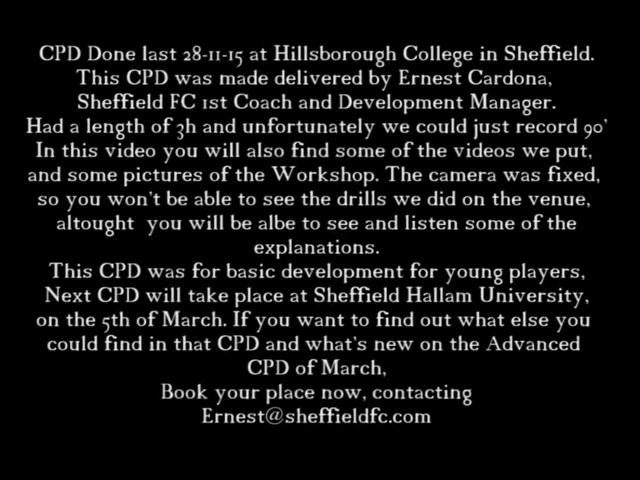 CPD Done last 28-11-15 at Hillsborough College in Sheffield.
This CPD was made delivered by Ernest Cardona,
Sheffield FC 1st Coach and Development Manager.
Had a length of 3h and unfortunately we could just record 90'
In this video you will also find some of the videos we put,
and some pictures of the Workshop. The camera was fixed,
so you won't be able to see the drills we did on the venue,
altought you will be albe to see and listen some of the
explanations.
This CPD was for basic development for young players,
Next CPD will take place at Sheffield Hallam University,
on the 5th of March. If you want to find out what else you
could find in that CPD and what's new on the Advanced
CPD of March,
Book your place now, contacting
Ernest@sheffieldfc.com